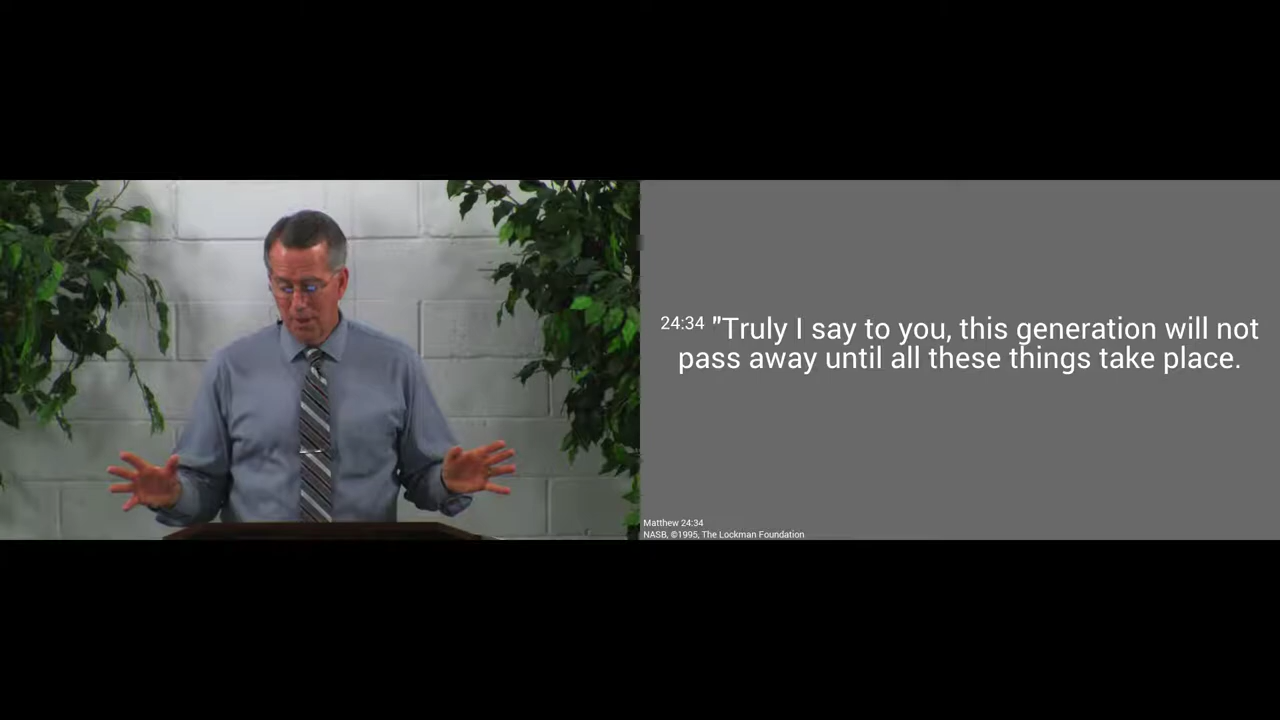 24:34 "Truly I say to you, this generation will not
pass away until all these things take place.
Matthew 24:34
NASB, ©1995, The Lockman Foundation